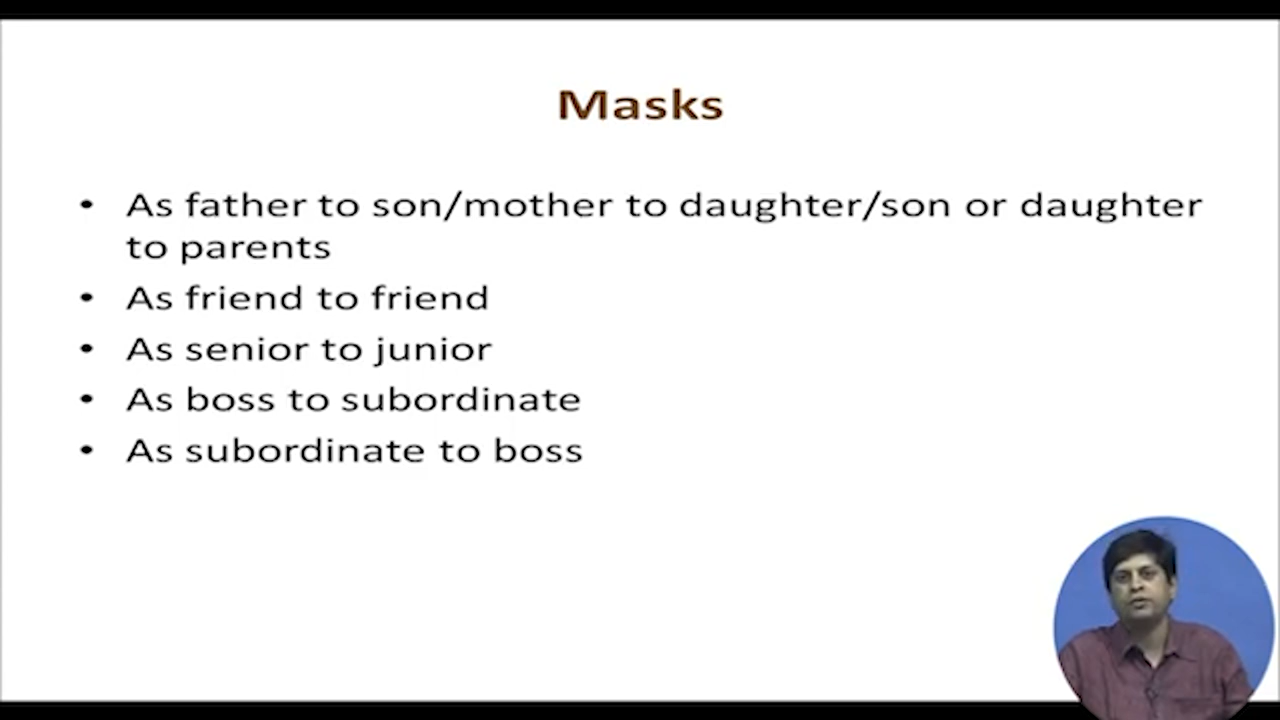 Masks
• As father to son/mother to daughter/son or daughter
to parents
• As friend to friend
• As senior to junior
• As boss to subordinate
• As subordinate to boss